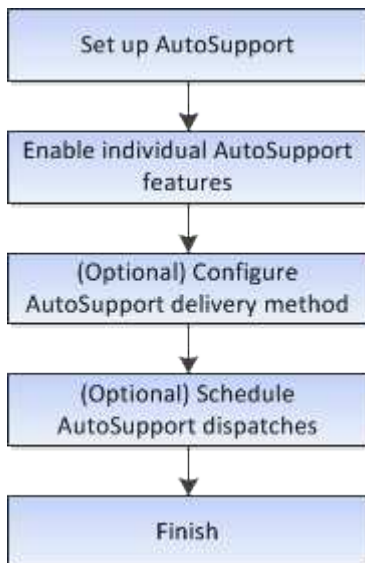 Set up AutoSupport
Enable individual AutoSupport
features
(Optional) Configure
AutoSupport delivery method
(Optional) Schedule
AutoSupport dispatches
Finish